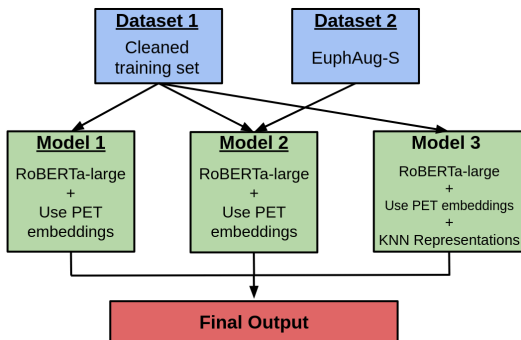 Dataset 1
Cleaned
training set
Dataset 2
EuphAug-S
Model 1
RoBERTa-large
+
Use PET
embeddings
Model 2
RoBERTa-large
+
Use PET
embeddings
Model 3
RoBERTa-large
+
Use PET embeddings
+
KNN Representations
Final Output